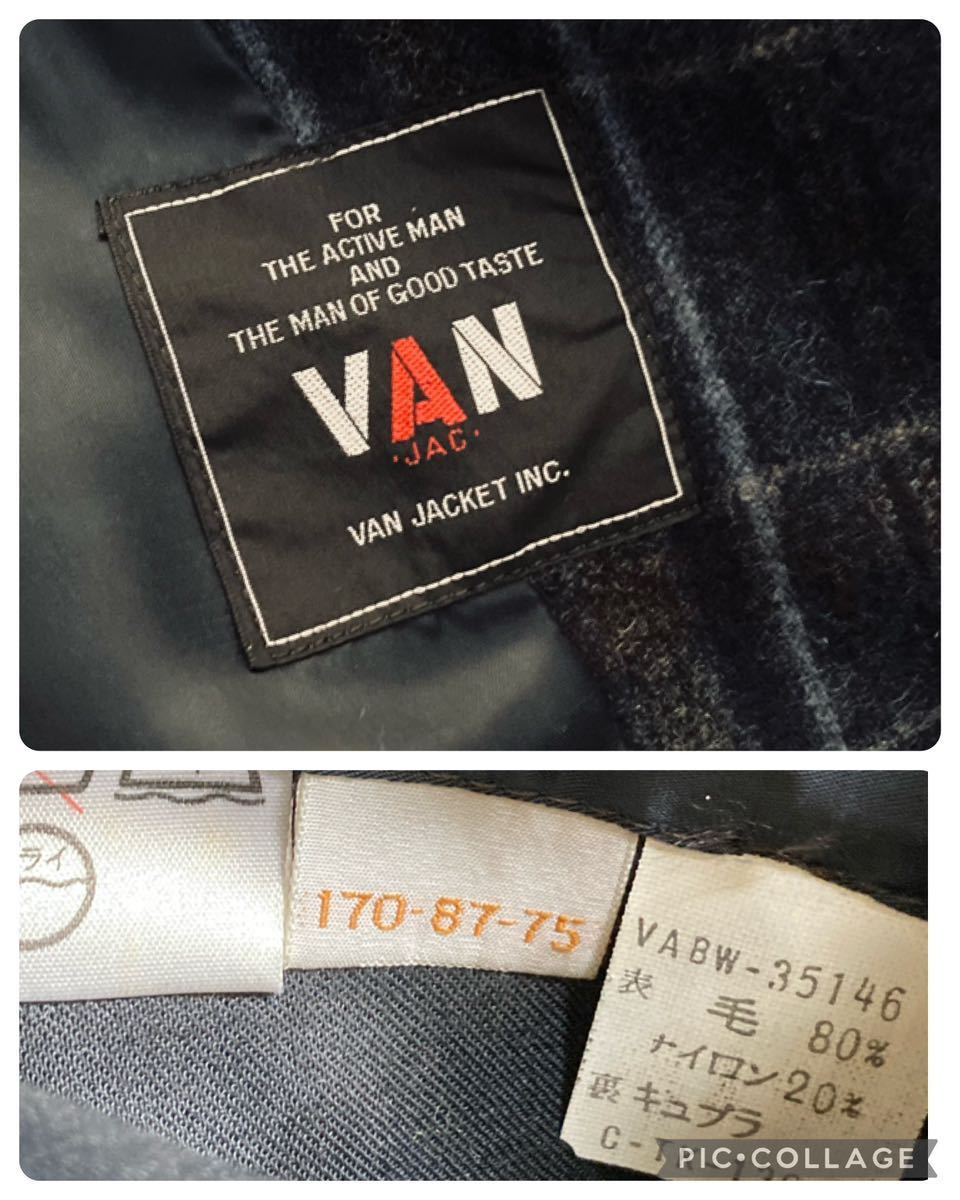 FOR
THE ACTIVE MAN
AND
THE MAN OF GOOD TASTE
VAN
·JAC·
VAN JACKET INC.
ライ
170-87-75
VABW-35146
表
毛 80%
ナイロン 20%
裏 キュプラ
PIC•COLLAGE